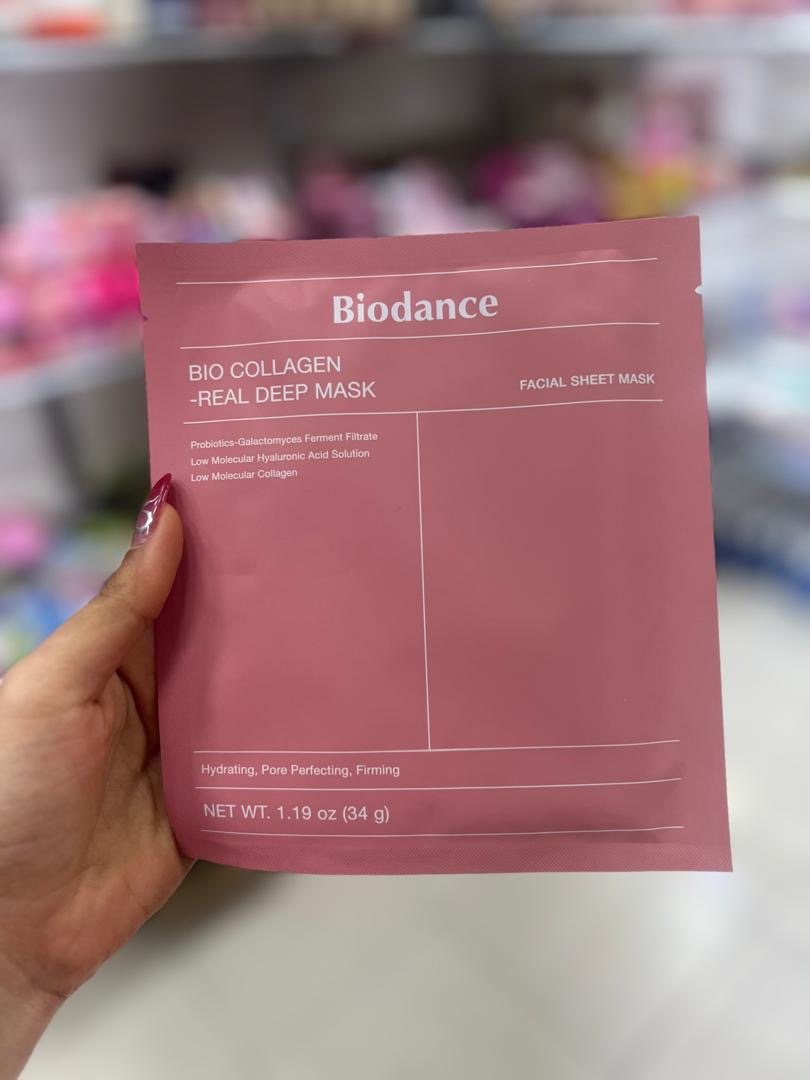 Biodance
BIO COLLAGEN
-REAL DEEP MASK
FACIAL SHEET MASK
Probiotics-Galactomyces Ferment Filtrate
Low Molecular Hyaluronic Acid Solution
Low Molecular Collagen
Hydrating, Pore Perfecting, Firming
NET WT. 1.19 oz (34 g)